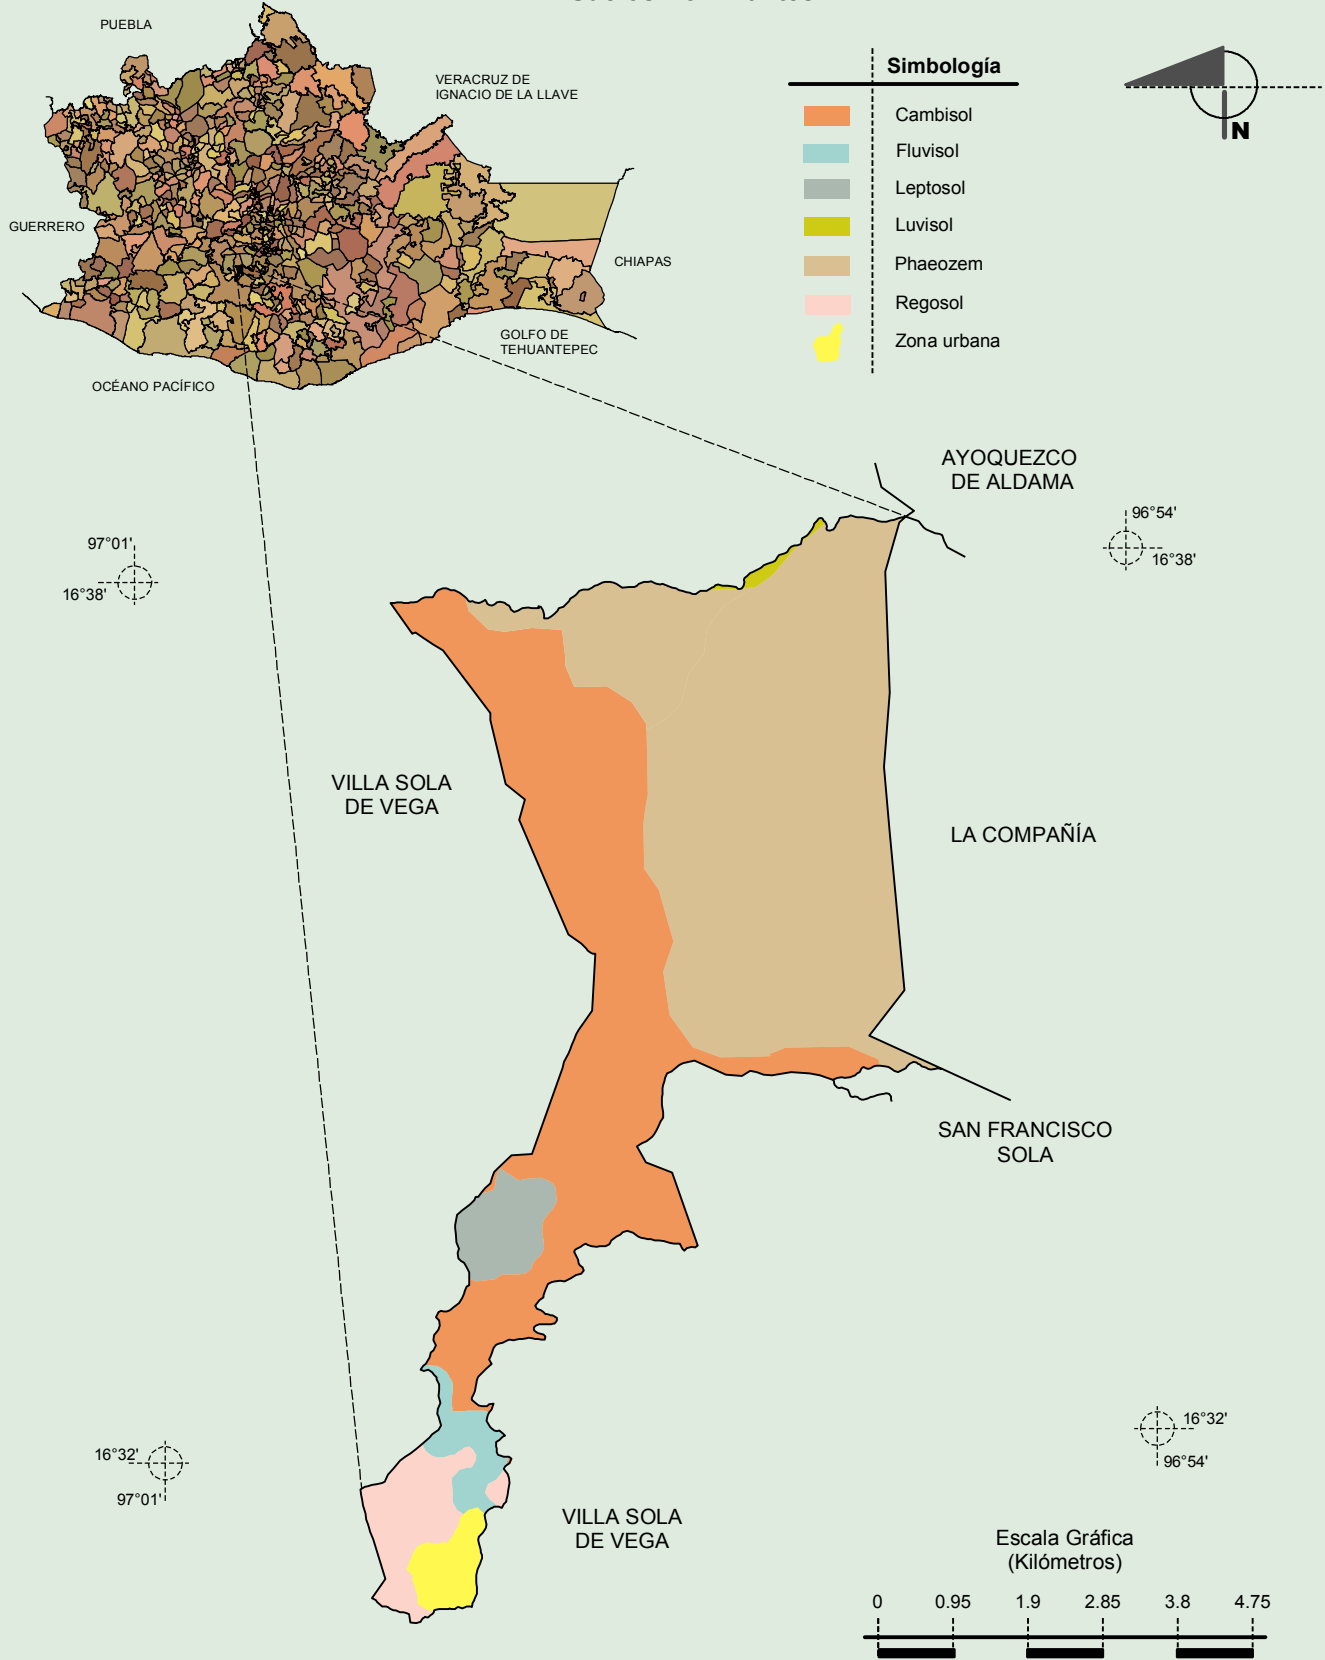 PUEBLA
VERACRUZ DE
IGNACIO DE LA LLAVE
GUERRERO
CHIAPAS
GOLFO DE
TEHUANTEPEC
OCÉANO PACÍFICO
Simbología
Cambisol
Fluvisol
Leptosol
Luvisol
Phaeozem
Regosol
Zona urbana
N
AYOQUEZCO
DE ALDAMA
97°01'
16°38'
96°54'
16°38'
VILLA SOLA
DE VEGA
LA COMPAÑÍA
SAN FRANCISCO
SOLA
16°32'
97°01'
16°32'
96°54'
VILLA SOLA
DE VEGA
Escala Gráfica
(Kilómetros)
0 0.95 1.9 2.85 3.8 4.75